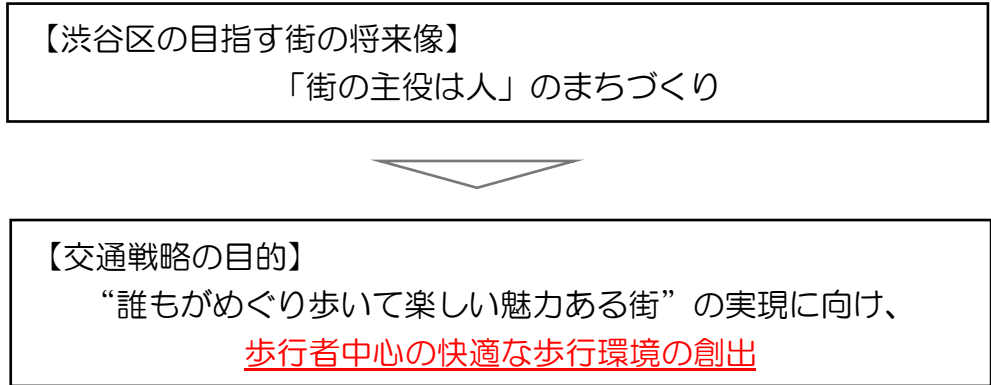 【渋谷区の目指す街の将来像】
「街の主役は人」のまちづくり
【交通戦略の目的】
“誰もがめぐり歩いて楽しい魅力ある街”の実現に向け、
歩行者中心の快適な歩行環境の創出